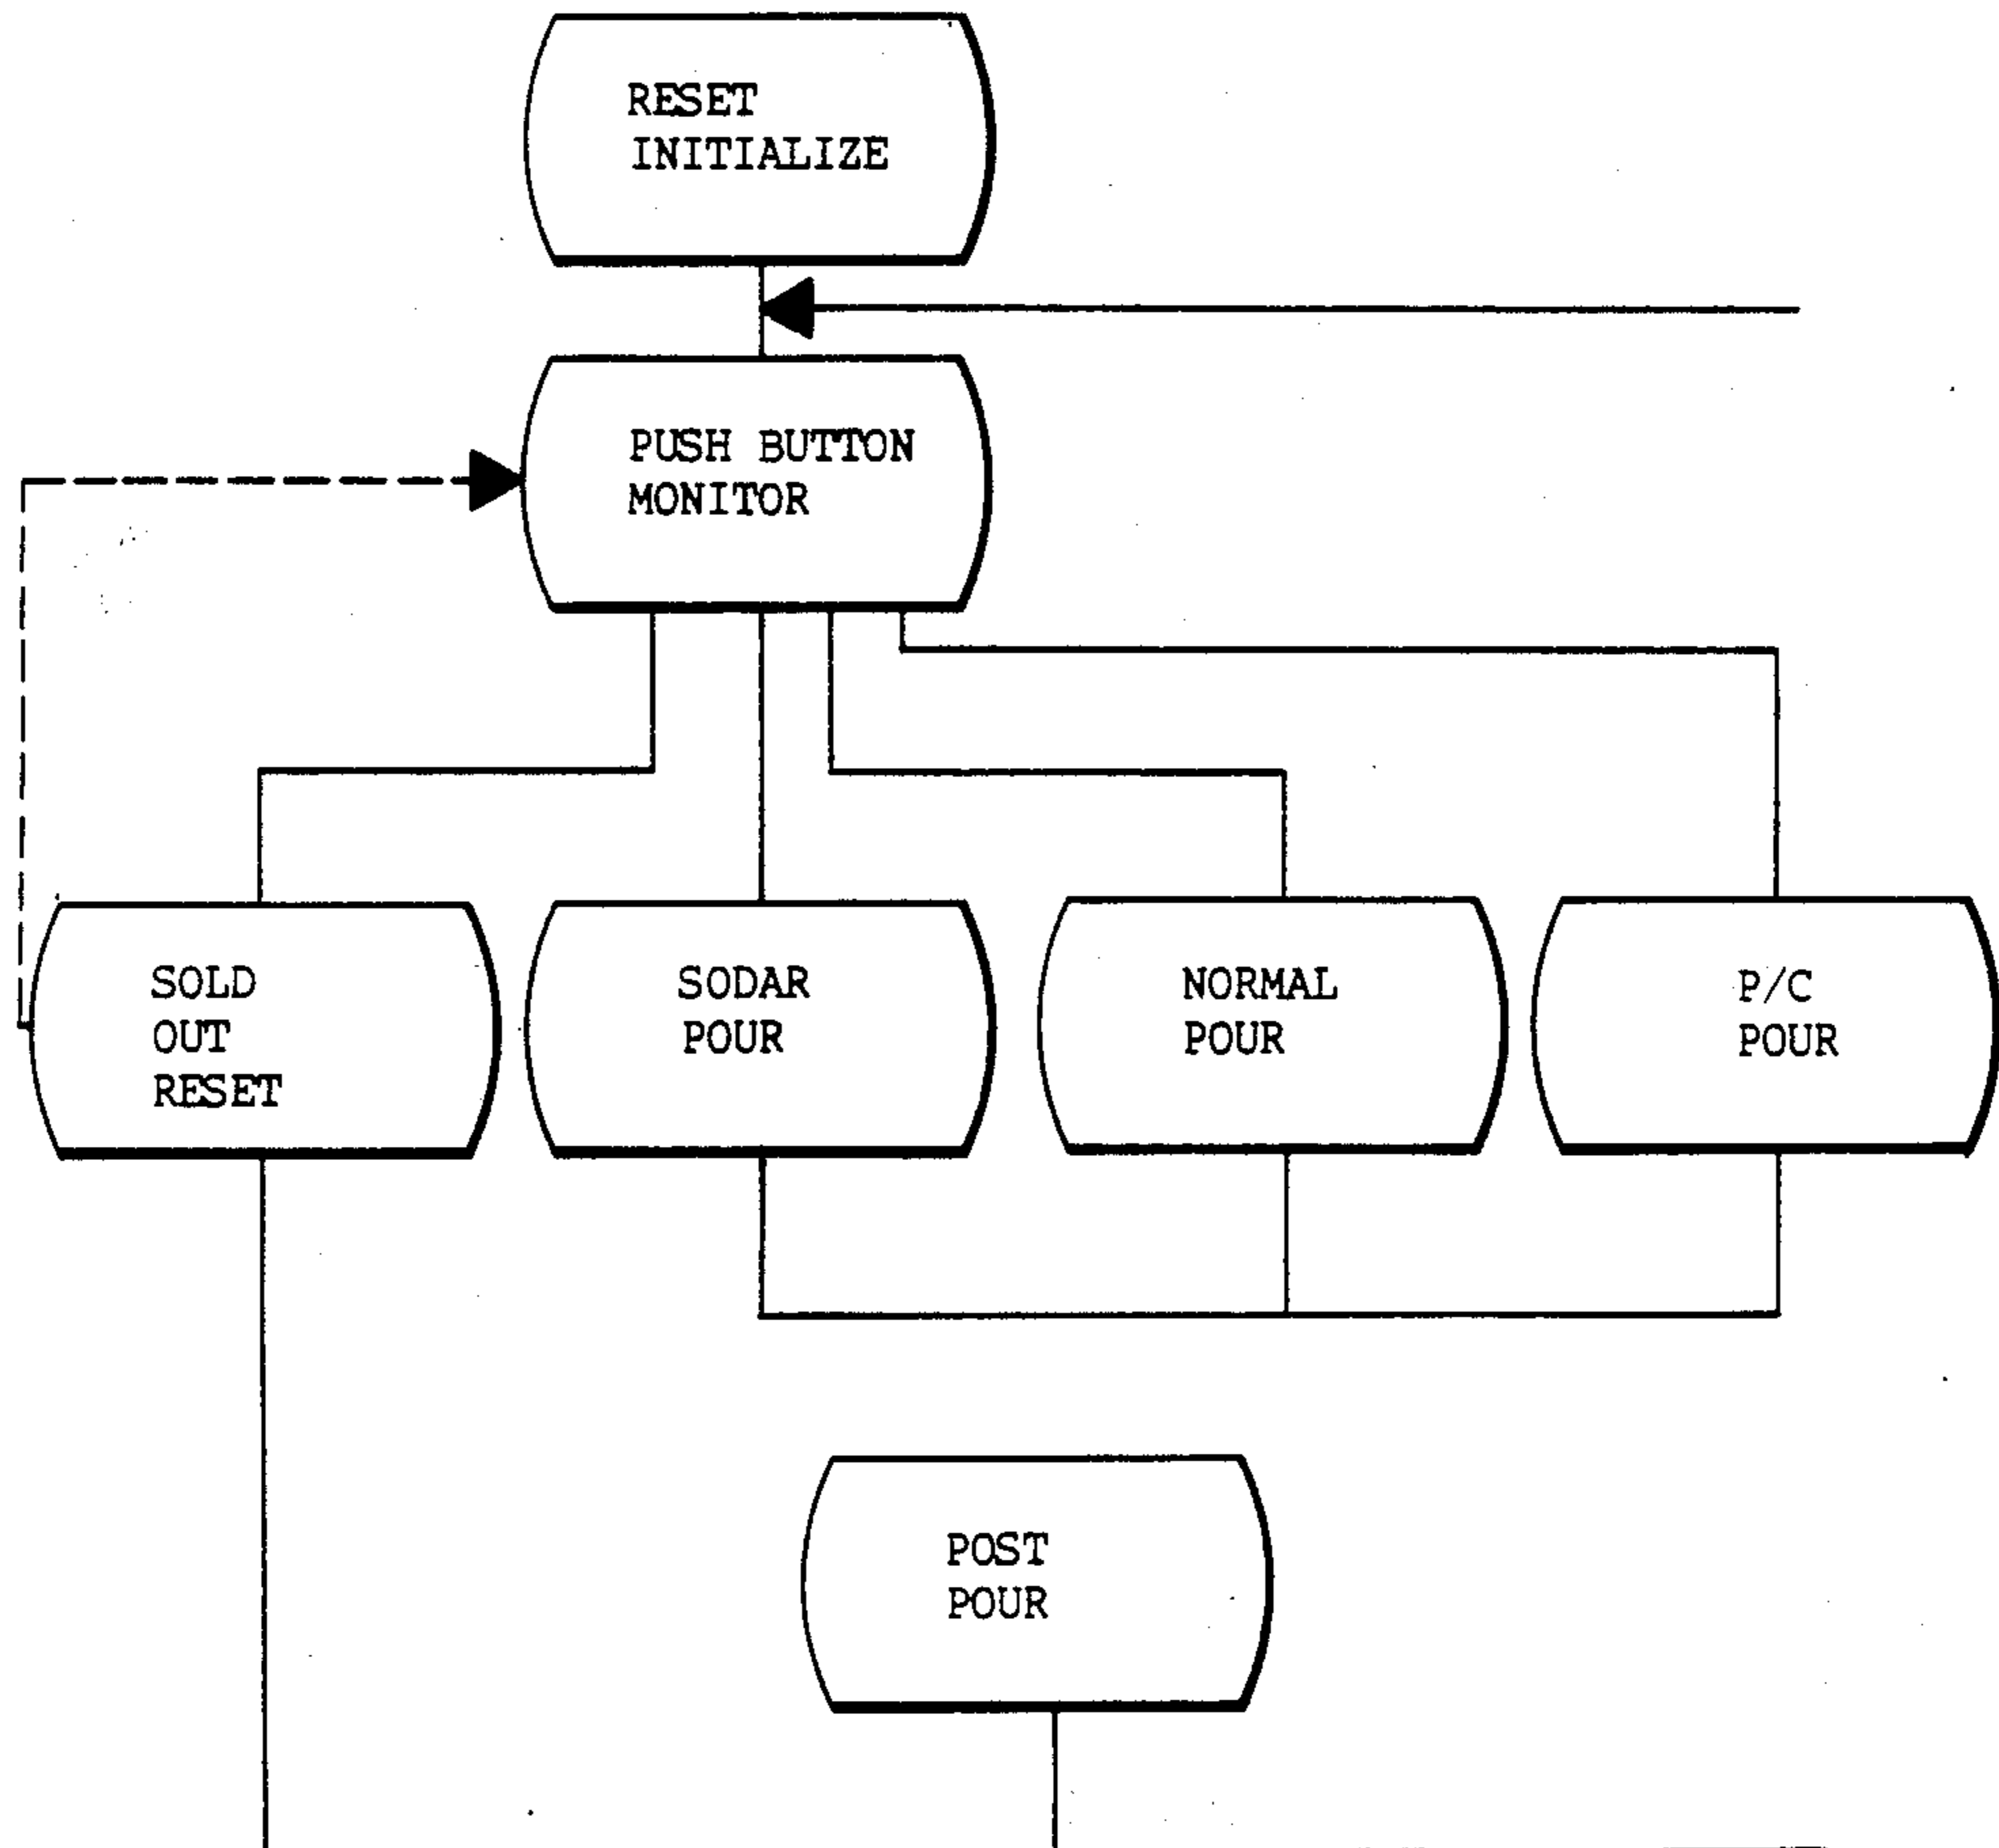 RESET
INITIALIZE
PUSH BUTTON
MONITOR
SOLD
OUT
RESET
SODAR
POUR
NORMAL
POUR
P/C
POUR
POST
POUR